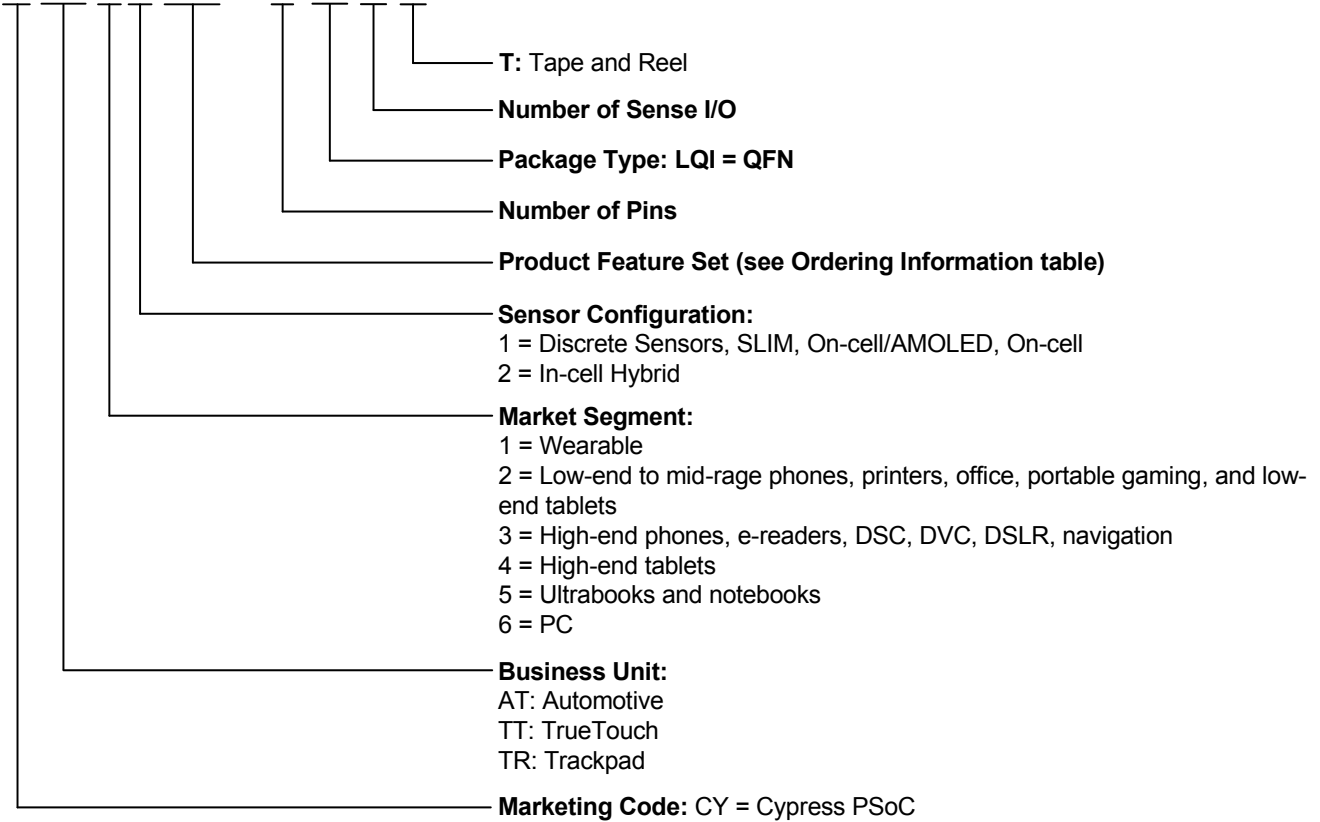 T: Tape and Reel
Number of Sense I/O
Package Type: LQI = QFN
Number of Pins
Product Feature Set (see Ordering Information table)
Sensor Configuration:
1 = Discrete Sensors, SLIM, On-cell/AMOLED, On-cell
2 = In-cell Hybrid
Market Segment:
1 = Wearable
2 = Low-end to mid-rage phones, printers, office, portable gaming, and low-
end tablets
3 = High-end phones, e-readers, DSC, DVC, DSLR, navigation
4 = High-end tablets
5 = Ultrabooks and notebooks
6 = PC
Business Unit:
AT: Automotive
TT: TrueTouch
TR: Trackpad
Marketing Code: CY = Cypress PSoC